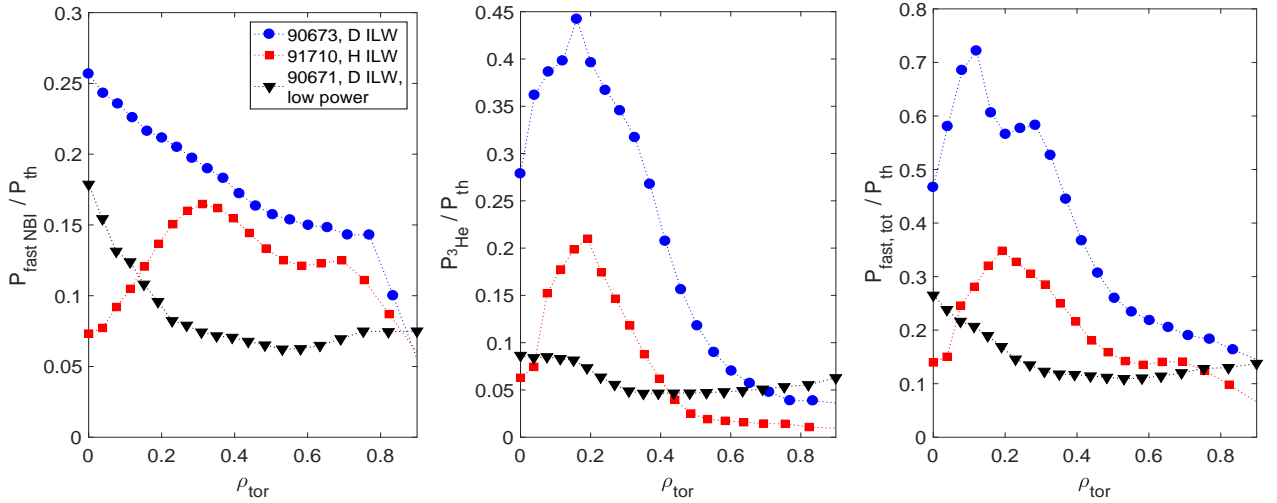 0.3
0.25
0.2
0.15
0.1
0.05
0
P_fast NBI / P_th
90673, D ILW
91710, H ILW
90671, D ILW,
low power
0 0.2 0.4 0.6 0.8
ρ_tor
0.45
0.4
0.35
0.3
0.25
0.2
0.15
0.1
0.05
0
P_3He / P_th
0 0.2 0.4 0.6 0.8
ρ_tor
0.8
0.7
0.6
0.5
0.4
0.3
0.2
0.1
0
P_fast, tot / P_th
0 0.2 0.4 0.6 0.8
ρ_tor